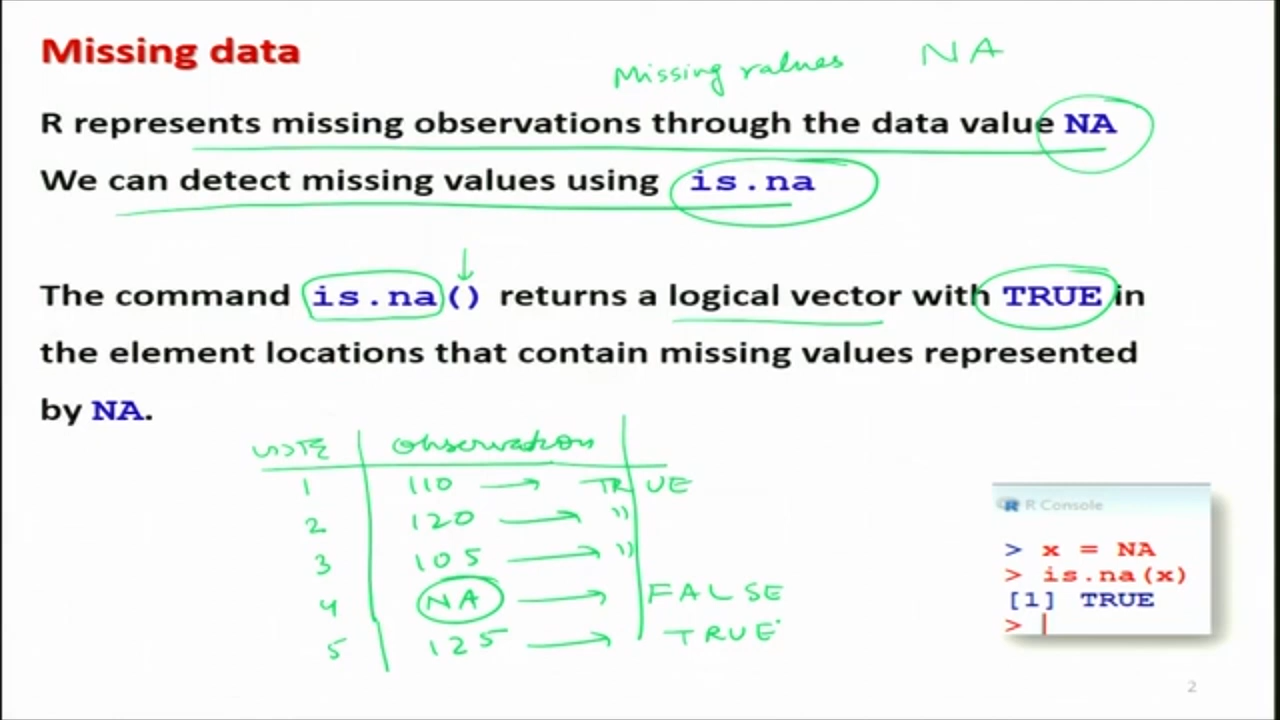 Missing data
Missing values NA
R represents missing observations through the data value NA
We can detect missing values using is.na
The command is.na() returns a logical vector with TRUE in
the element locations that contain missing values represented
by NA.
observation
1 110 → TRUE
2 120 → "
3 105 → "
4 NA → FALSE
5 125 → TRUE
R Console
> x = NA
> is.na(x)
[1] TRUE
> |
2